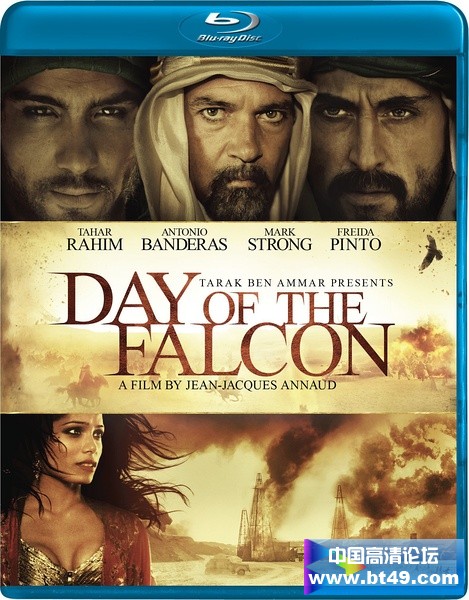 Blu-ray Disc
TAHAR RAHIM
ANTONIO BANDERAS
MARK STRONG
FREIDA PINTO
TARAK BEN AMMAR PRESENTS
DAY OF THE
FALCON
A FILM BY JEAN-JACQUES ANNAUD
中国高清论坛
www.bt49.com